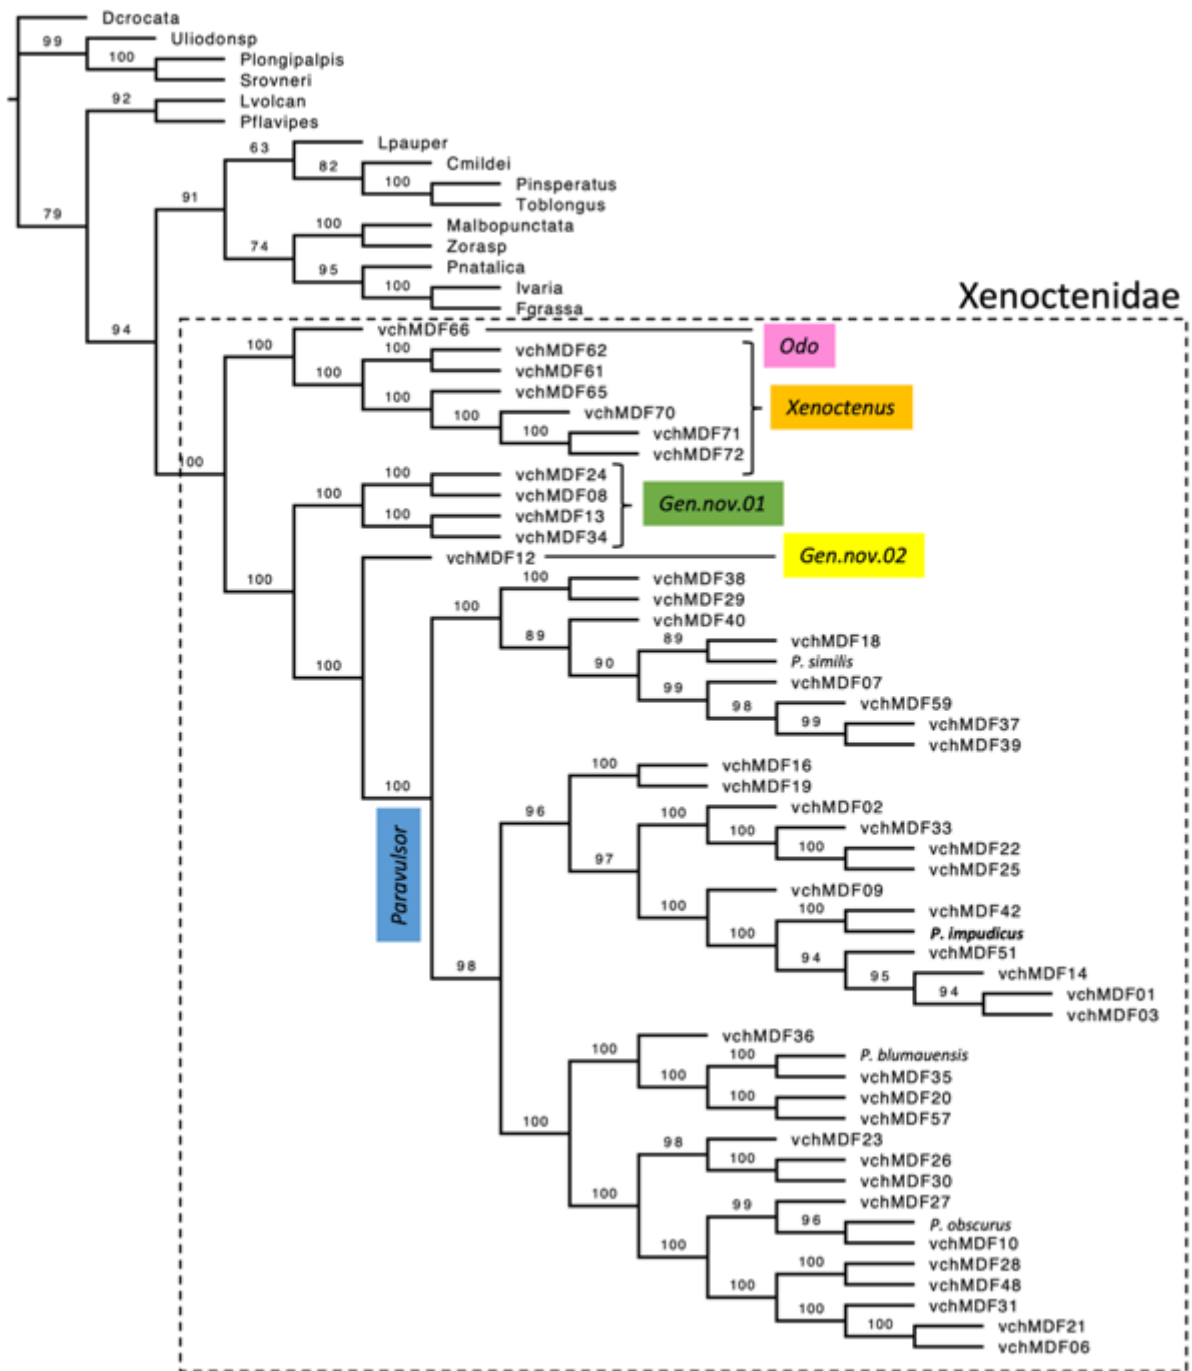 Dcrocata
99
Uliodonsp
100
Plongipalpis
Srovneri
92
Lvolcan
Pflavipes
63
Lpauper
82
Cmildei
100
Pinsperatus
Toblongus
91
79
100
Malbopunctata
74
Zorasp
95
Pnatalica
100
Ivaria
Fgrassa
Xenoctenidae
94
vchMDF66
Odo
100
100
vchMDF62
100
vchMDF61
100
vchMDF65
Xenoctenus
100
vchMDF70
100
vchMDF71
vchMDF72
100
100
vchMDF24
100
vchMDF08
Gen.nov.01
100
vchMDF13
vchMDF34
vchMDF12
Gen.nov.02
100
100
vchMDF38
100
vchMDF29
89
vchMDF40
89
vchMDF18
90
P. similis
100
99
vchMDF07
98
vchMDF59
99
vchMDF37
vchMDF39
100
100
vchMDF16
vchMDF19
96
100
vchMDF02
100
vchMDF33
100
vchMDF22
97
vchMDF25
Paravulsor
100
vchMDF09
100
vchMDF42
100
P. impudicus
94
vchMDF51
98
95
vchMDF14
94
vchMDF01
vchMDF03
100
vchMDF36
100
P. blumauensis
100
vchMDF35
100
vchMDF20
vchMDF57
100
98
vchMDF23
100
vchMDF26
vchMDF30
100
99
vchMDF27
96
P. obscurus
100
vchMDF10
100
vchMDF28
100
vchMDF48
100
vchMDF31
100
vchMDF21
vchMDF06